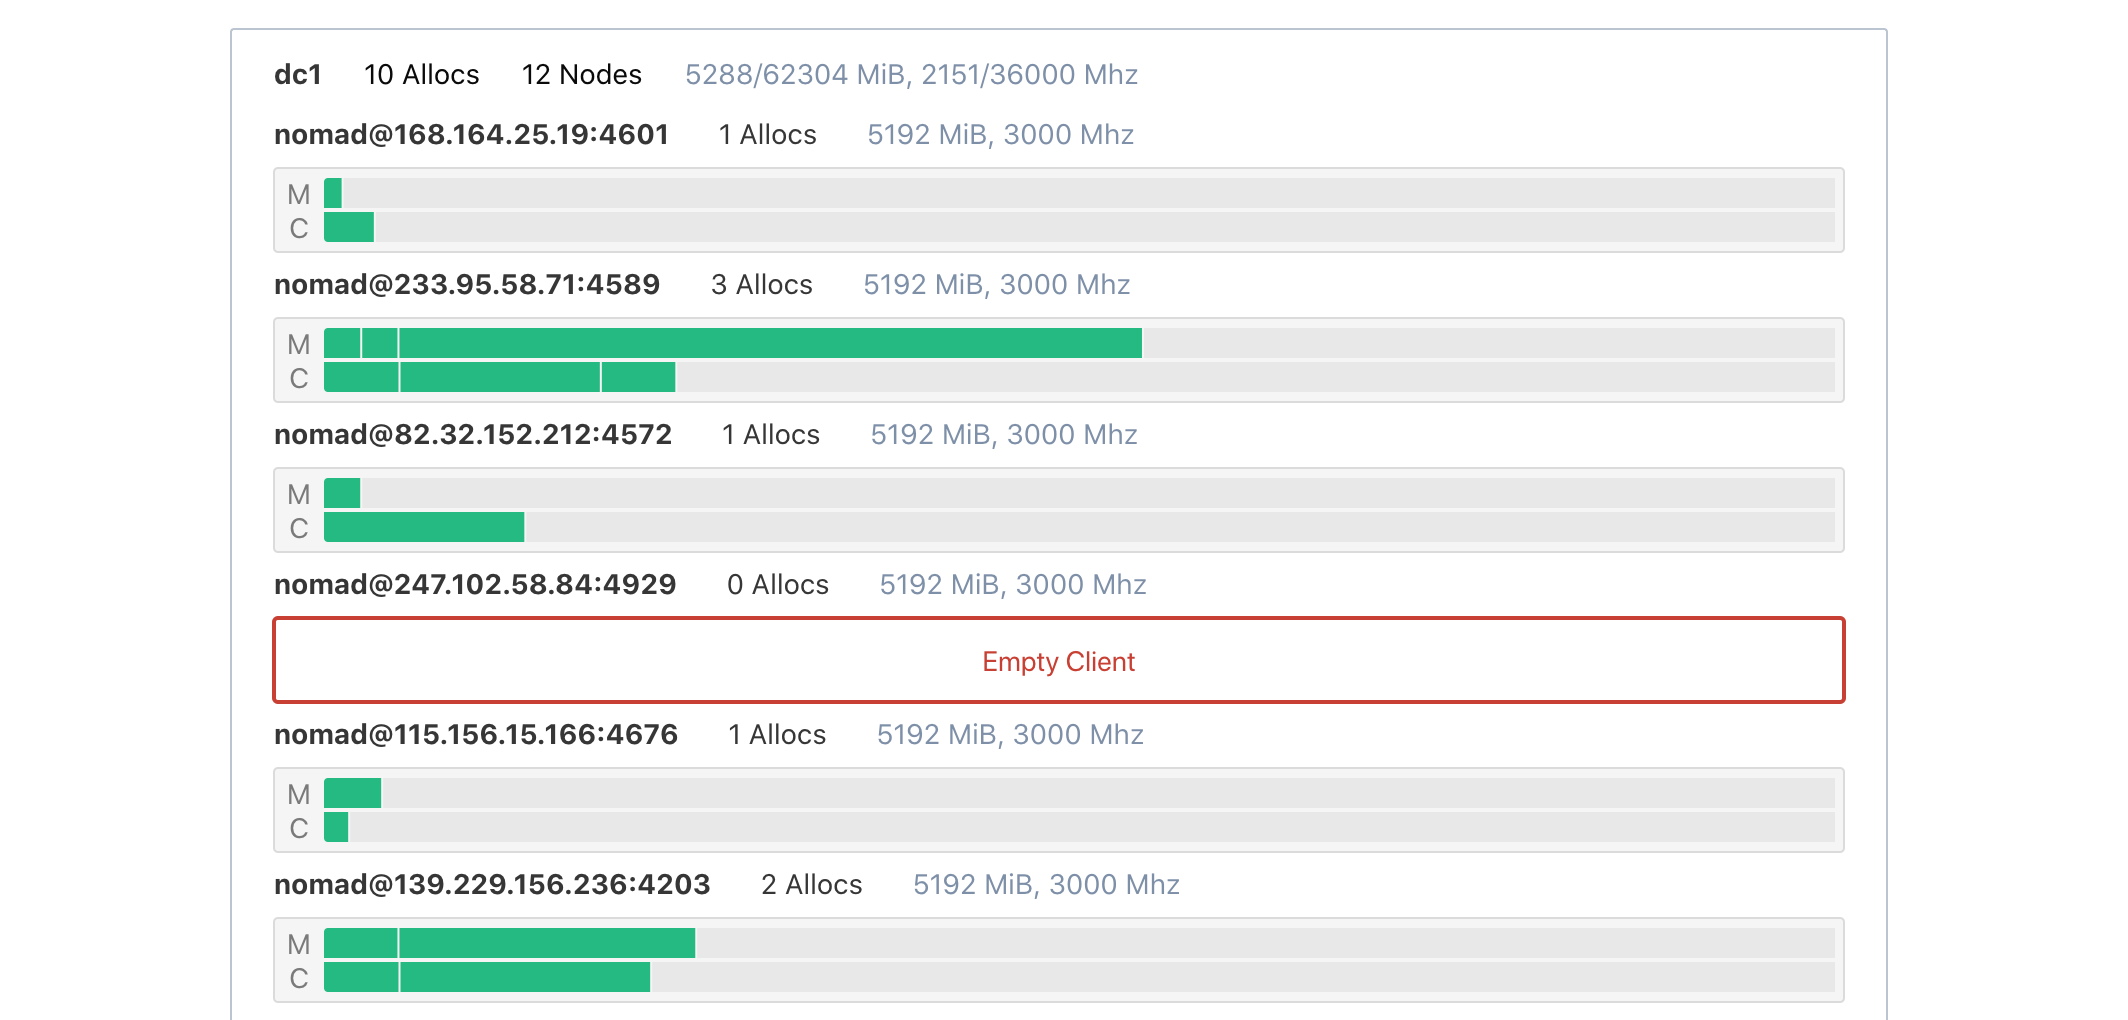 dc1 10 Allocs 12 Nodes 5288/62304 MiB, 2151/36000 Mhz
nomad@168.164.25.19:4601 1 Allocs 5192 MiB, 3000 Mhz
M
C
nomad@233.95.58.71:4589 3 Allocs 5192 MiB, 3000 Mhz
M
C
nomad@82.32.152.212:4572 1 Allocs 5192 MiB, 3000 Mhz
M
C
nomad@247.102.58.84:4929 0 Allocs 5192 MiB, 3000 Mhz
Empty Client
nomad@115.156.15.166:4676 1 Allocs 5192 MiB, 3000 Mhz
M
C
nomad@139.229.156.236:4203 2 Allocs 5192 MiB, 3000 Mhz
M
C